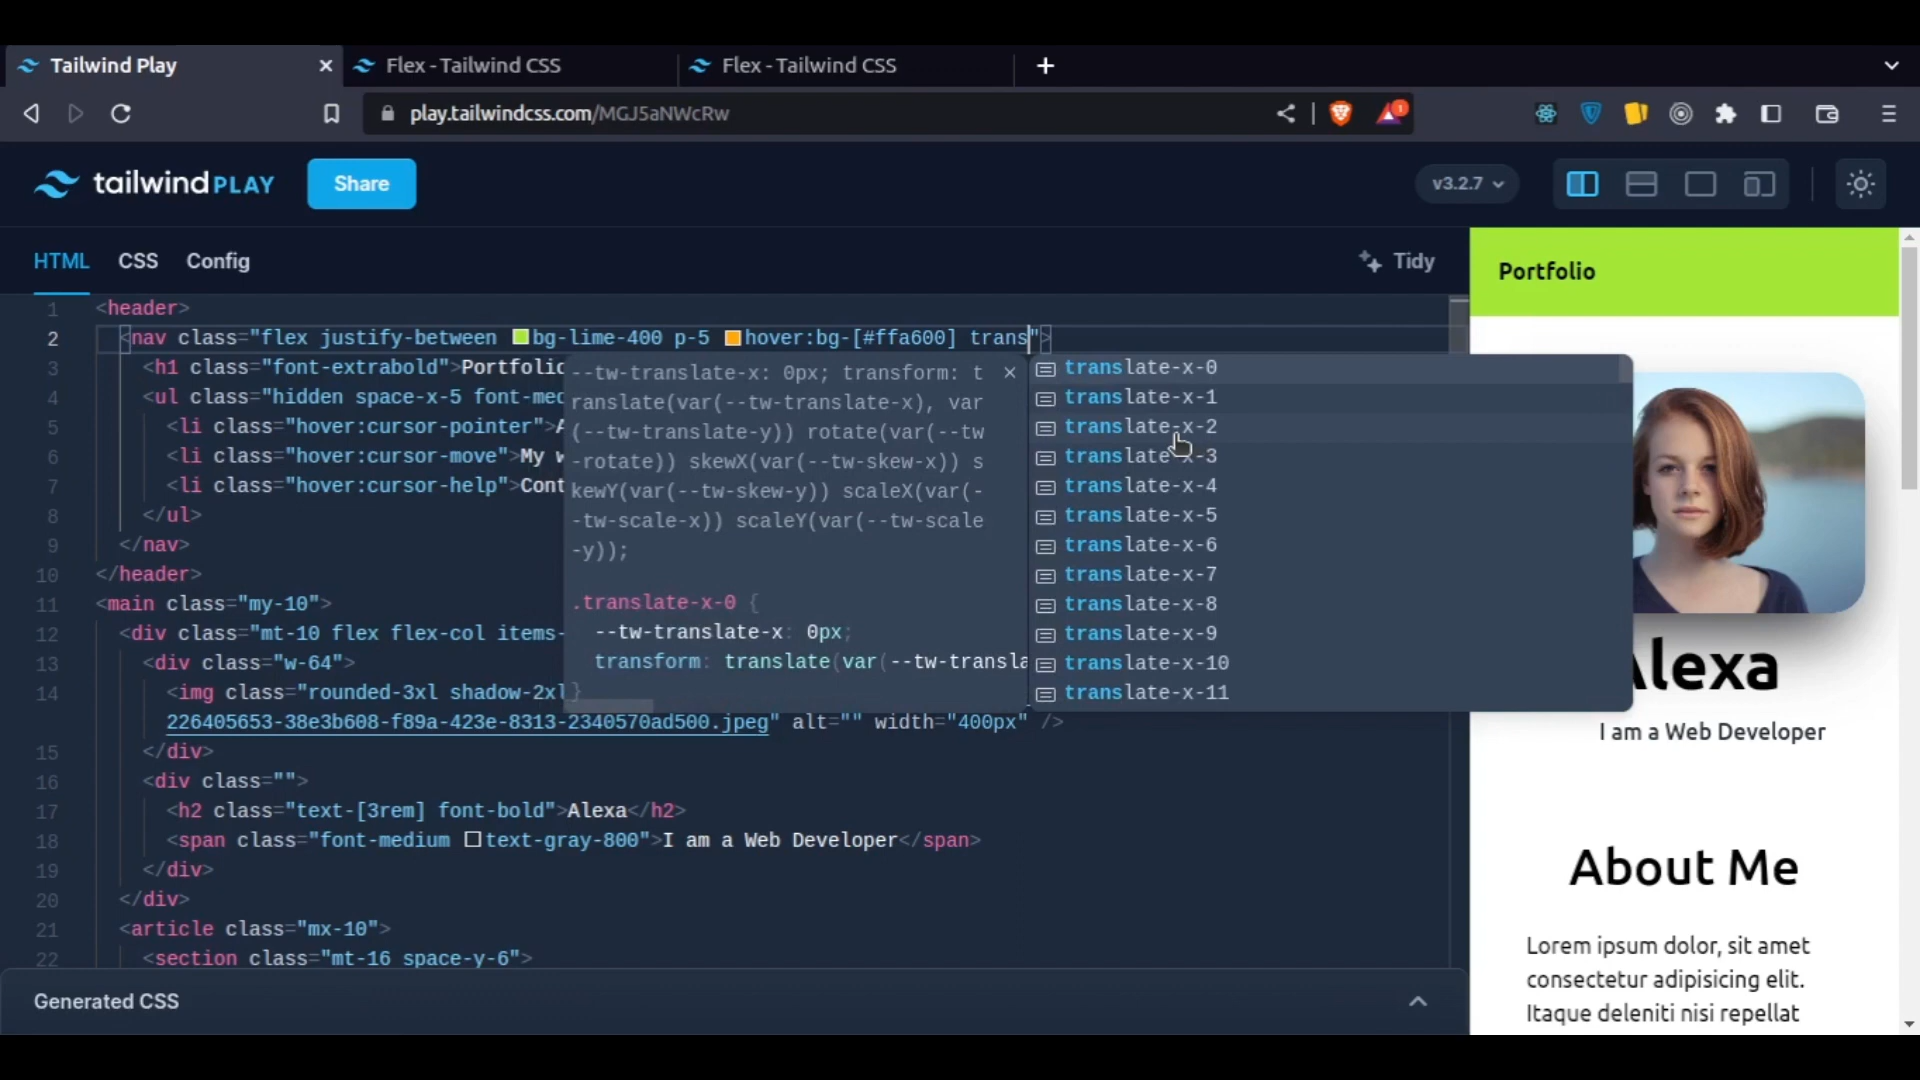 Tailwind Play
Flex - Tailwind CSS
Flex - Tailwind CSS
play.tailwindcss.com/MGJ5aNWcRw
1
tailwind PLAY
Share
v3.2.7
HTML
CSS
Config
Tidy
1 <header>
2 <nav class="flex justify-between bg-lime-400 p-5 hover:bg-[#ffa600] trans">
3 <h1 class="font-extrabold">Portfolio
4 <ul class="hidden space-x-5 font-med
5 <li class="hover:cursor-pointer">A
6 <li class="hover:cursor-move">My w
7 <li class="hover:cursor-help">Cont
8 </ul>
9 </nav>
10 </header>
11 <main class="my-10">
12 <div class="mt-10 flex flex-col items-
13 <div class="w-64">
14 <img class="rounded-3xl shadow-2xl
226405653-38e3b608-f89a-423e-8313-2340570ad500.jpeg" alt="" width="400px" />
15 </div>
16 <div class="">
17 <h2 class="text-[3rem] font-bold">Alexa</h2>
18 <span class="font-medium text-gray-800">I am a Web Developer</span>
19 </div>
20 </div>
21 <article class="mx-10">
22 <section class="mt-16 space-y-6">
--tw-translate-x: 0px; transform: t
ranslate(var(--tw-translate-x), var
(--tw-translate-y)) rotate(var(--tw
-rotate)) skewX(var(--tw-skew-x)) s
kewY(var(--tw-skew-y)) scaleX(var(-
-tw-scale-x)) scaleY(var(--tw-scale
-y));
.translate-x-0 {
--tw-translate-x: 0px;
transform: translate(var(--tw-transla
}
translate-x-0
translate-x-1
translate-x-2
translate-x-3
translate-x-4
translate-x-5
translate-x-6
translate-x-7
translate-x-8
translate-x-9
translate-x-10
translate-x-11
Generated CSS
Portfolio
Alexa
I am a Web Developer
About Me
Lorem ipsum dolor, sit amet
consectetur adipisicing elit.
Itaque deleniti nisi repellat